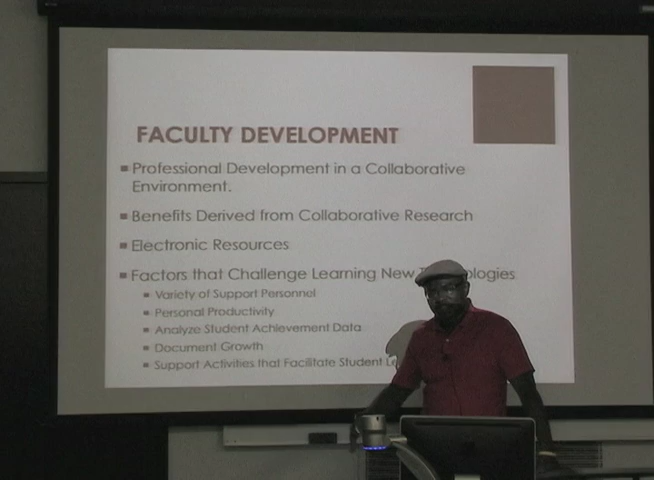 FACULTY DEVELOPMENT
Professional Development in a Collaborative
Environment.
Benefits Derived from Collaborative Research
Electronic Resources
Factors that Challenge Learning New
Variety of Support Personnel
Personal Productivity
Analyze Student Achievement Data
Document Growth
Support Activities that Facilitate Student